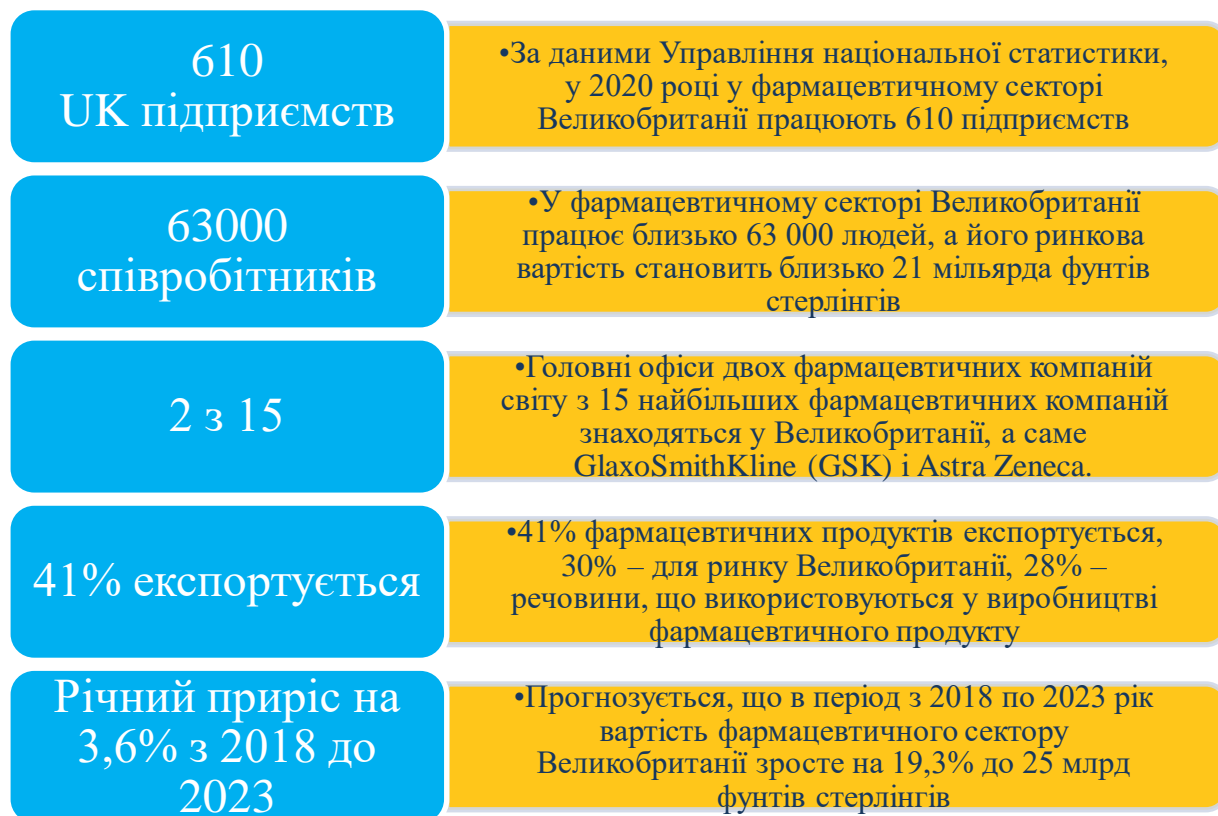 610
UK підприємств
•За даними Управління національної статистики,
у 2020 році у фармацевтичному секторі
Великобританії працюють 610 підприємств
63000
співробітників
•У фармацевтичному секторі Великобританії
працює близько 63 000 людей, а його ринкова
вартість становить близько 21 мільярда фунтів
стерлінгів
2 з 15
•Головні офіси двох фармацевтичних компаній
світу з 15 найбільших фармацевтичних компаній
знаходяться у Великобританії, а саме
GlaxoSmithKline (GSK) і Astra Zeneca.
41% експортується
•41% фармацевтичних продуктів експортується,
30% – для ринку Великобританії, 28% –
речовини, що використовуються у виробництві
фармацевтичного продукту
Річний приріс на
3,6% з 2018 до
2023
•Прогнозується, що в період з 2018 по 2023 рік
вартість фармацевтичного сектору
Великобританії зросте на 19,3% до 25 млрд
фунтів стерлінгів